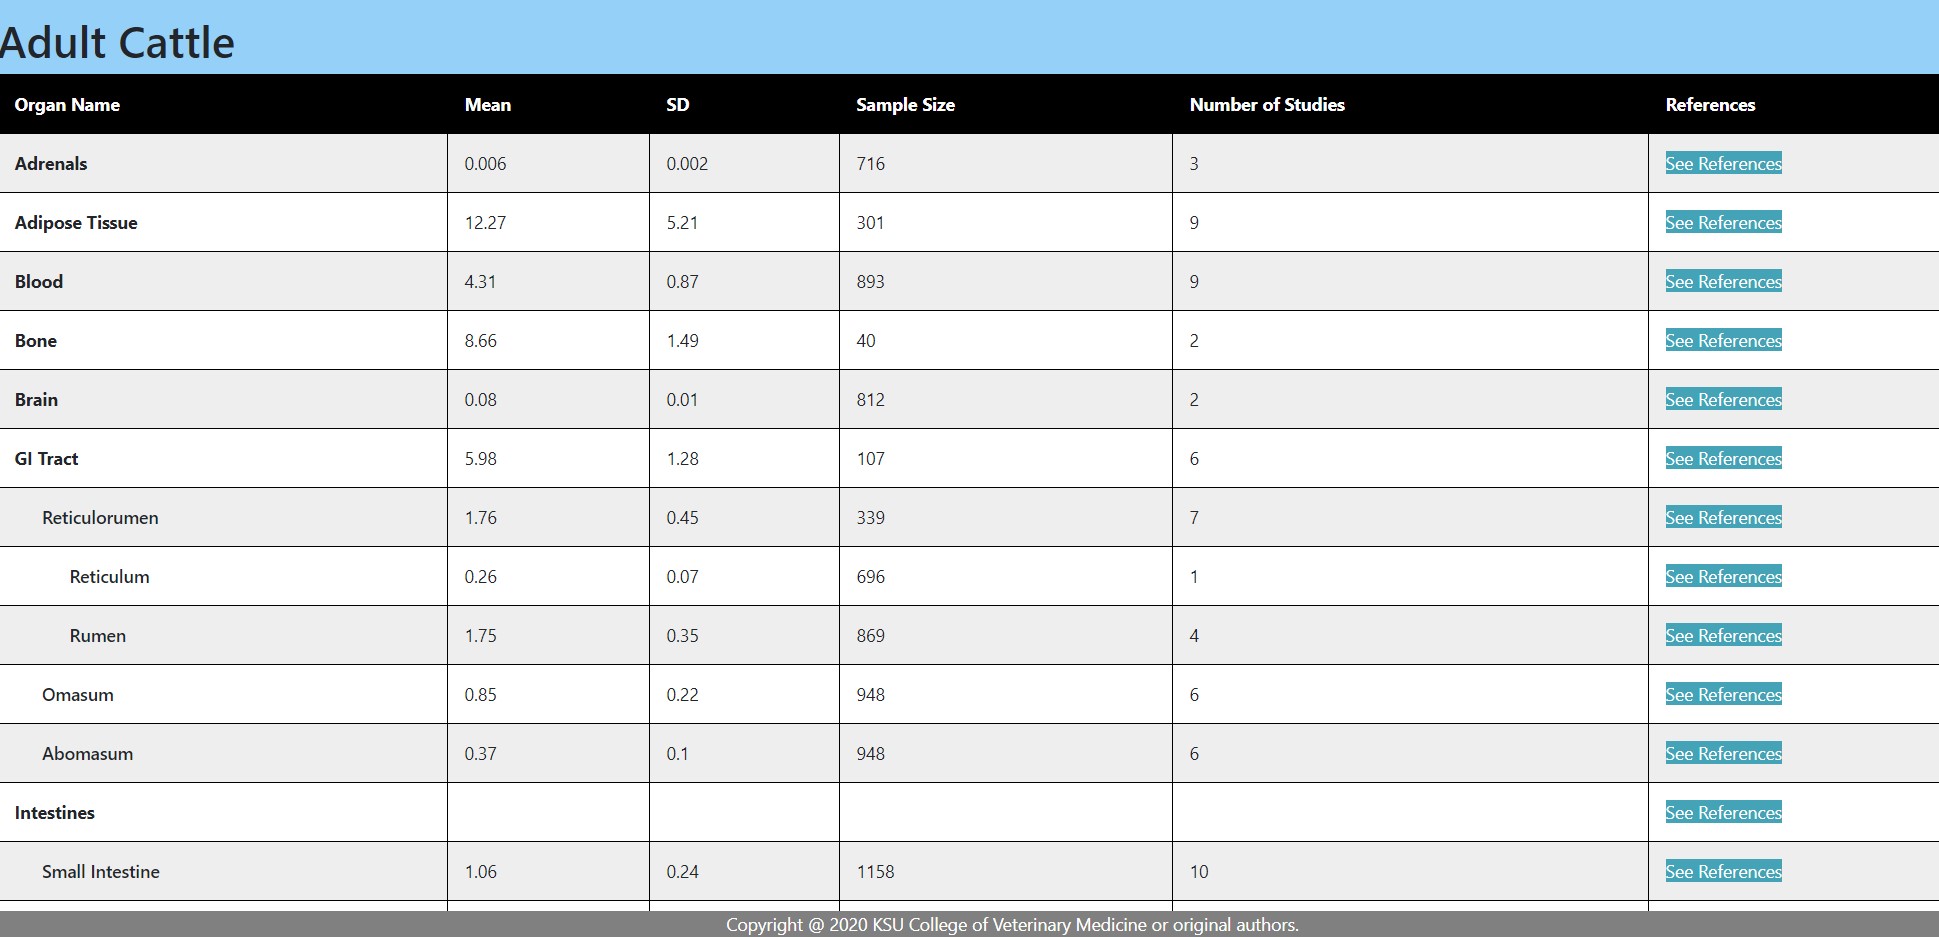 Adult Cattle
Organ Name Mean SD Sample Size Number of Studies References
Adrenals 0.006 0.002 716 3 See References
Adipose Tissue 12.27 5.21 301 9 See References
Blood 4.31 0.87 893 9 See References
Bone 8.66 1.49 40 2 See References
Brain 0.08 0.01 812 2 See References
GI Tract 5.98 1.28 107 6 See References
Reticulorumen 1.76 0.45 339 7 See References
Reticulum 0.26 0.07 696 1 See References
Rumen 1.75 0.35 869 4 See References
Omasum 0.85 0.22 948 6 See References
Abomasum 0.37 0.1 948 6 See References
Intestines See References
Small Intestine 1.06 0.24 1158 10 See References
Copyright @ 2020 KSU College of Veterinary Medicine or original authors.